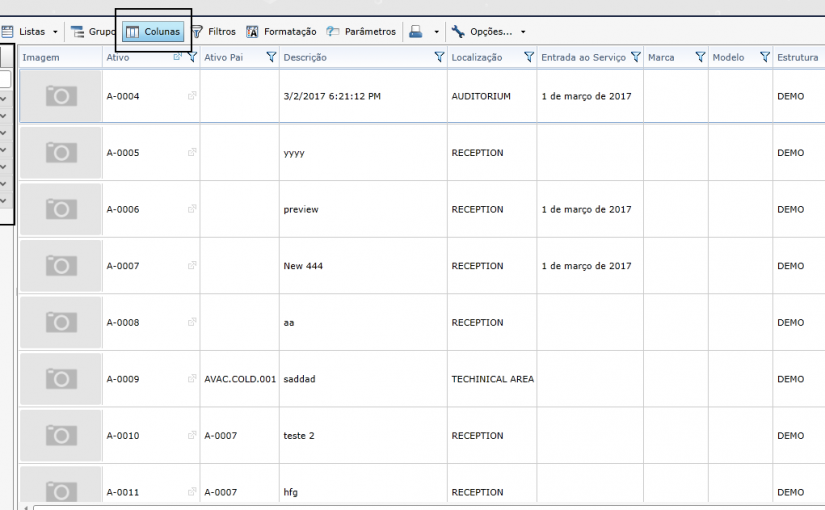 Listas Grupo Colunas Filtros Formatação Parâmetros Opções...
Imagem Ativo Ativo Pai Descrição Localização Entrada ao Serviço Marca Modelo Estrutura
A-0004 3/2/2017 6:21:12 PM AUDITORIUM 1 de março de 2017 DEMO
A-0005 yyyy RECEPTION DEMO
A-0006 preview RECEPTION 1 de março de 2017 DEMO
A-0007 New 444 RECEPTION 1 de março de 2017 DEMO
A-0008 aa RECEPTION DEMO
A-0009 AVAC.COLD.001 saddad TECHINICAL AREA DEMO
A-0010 A-0007 teste 2 RECEPTION DEMO
A-0011 A-0007 hfg RECEPTION DEMO